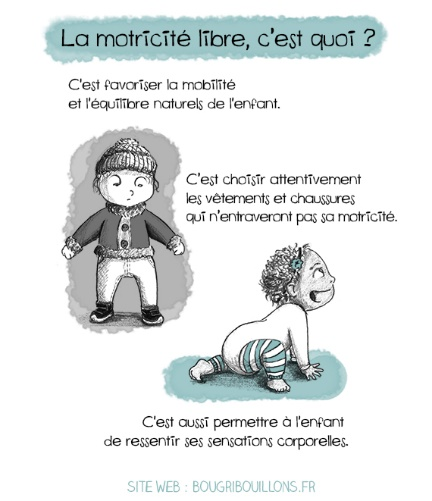 La motricité libre, c'est quoi ?
C'est favoriser la mobilité
et l'équilibre naturels de l'enfant.
C'est choisir attentivement
les vêtements et chaussures
qui n'entraveront pas sa motricité.
C'est aussi permettre à l'enfant
de ressentir ses sensations corporelles.
SITE WEB : BOUGRIBOUILLONS.FR